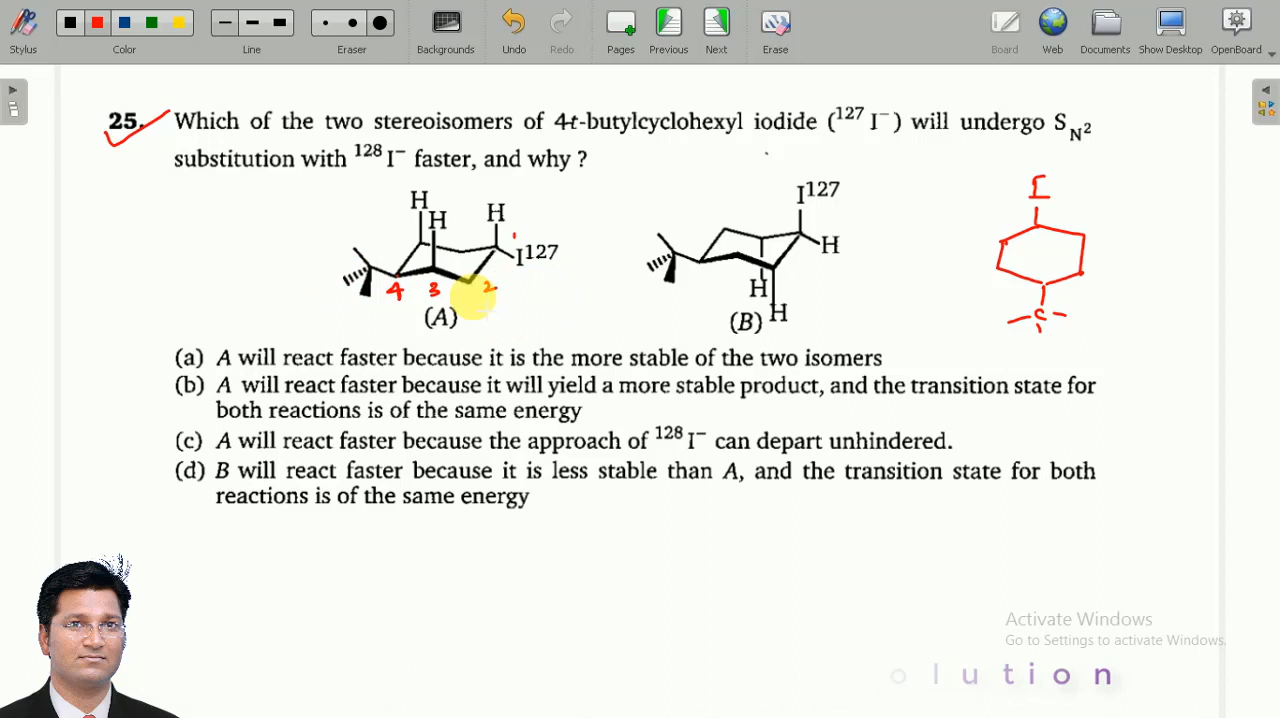 Stylus Color Line Eraser Backgrounds Undo Redo Pages Previous Next Erase Board Web Documents Show Desktop OpenBoard
25. Which of the two stereoisomers of 4t-butylcyclohexyl iodide (¹²⁷I⁻) will undergo S_N²
substitution with ¹²⁸I⁻ faster, and why ?
H H H I¹²⁷ 4 3 2
(A)
I¹²⁷ H H H
(B)
I
C
(a) A will react faster because it is the more stable of the two isomers
(b) A will react faster because it will yield a more stable product, and the transition state for
both reactions is of the same energy
(c) A will react faster because the approach of ¹²⁸I⁻ can depart unhindered.
(d) B will react faster because it is less stable than A, and the transition state for both
reactions is of the same energy
Activate Windows
Go to Settings to activate Windows.
olution